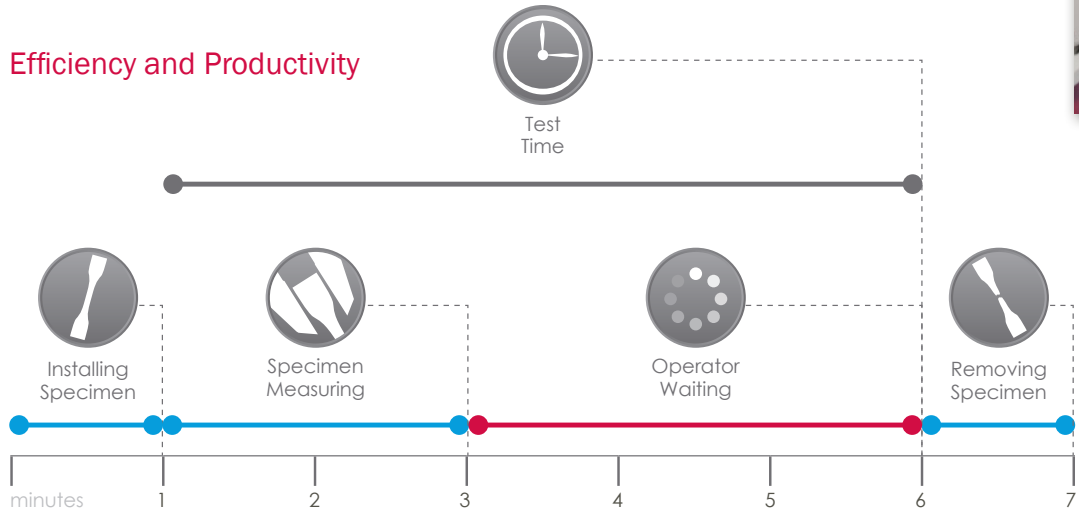 Efficiency and Productivity
Test
Time
Installing
Specimen
Specimen
Measuring
Operator
Waiting
Removing
Specimen
minutes 1 2 3 4 5 6 7